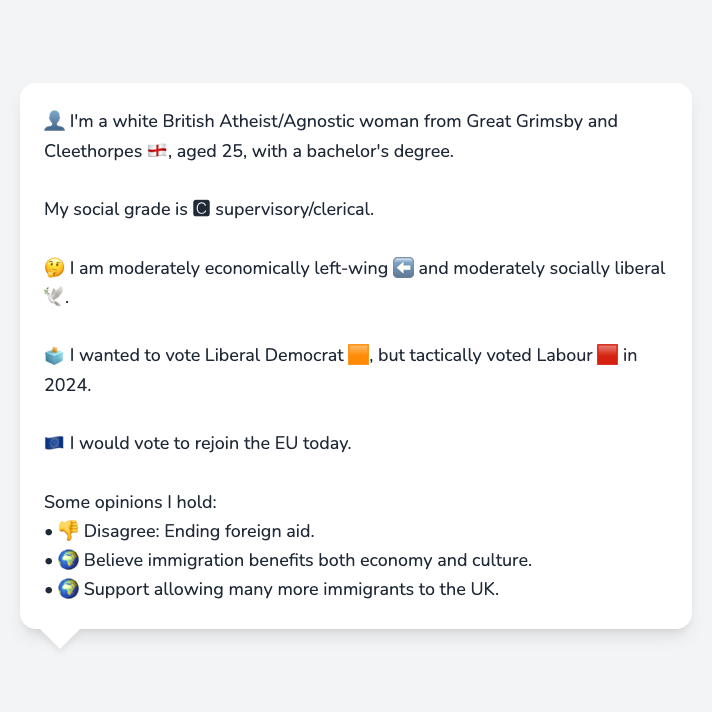 👤 I'm a white British Atheist/Agnostic woman from Great Grimsby and
Cleethorpes 🏴󠁧󠁢󠁥󠁮󠁧󠁿, aged 25, with a bachelor's degree.
My social grade is 🅲 supervisory/clerical.
🤔 I am moderately economically left-wing ⬅️ and moderately socially liberal
🕊️.
🗳️ I wanted to vote Liberal Democrat 🟧, but tactically voted Labour 🟥 in
2024.
🇪🇺 I would vote to rejoin the EU today.
Some opinions I hold:
• 👎 Disagree: Ending foreign aid.
• 🌍 Believe immigration benefits both economy and culture.
• 🌍 Support allowing many more immigrants to the UK.